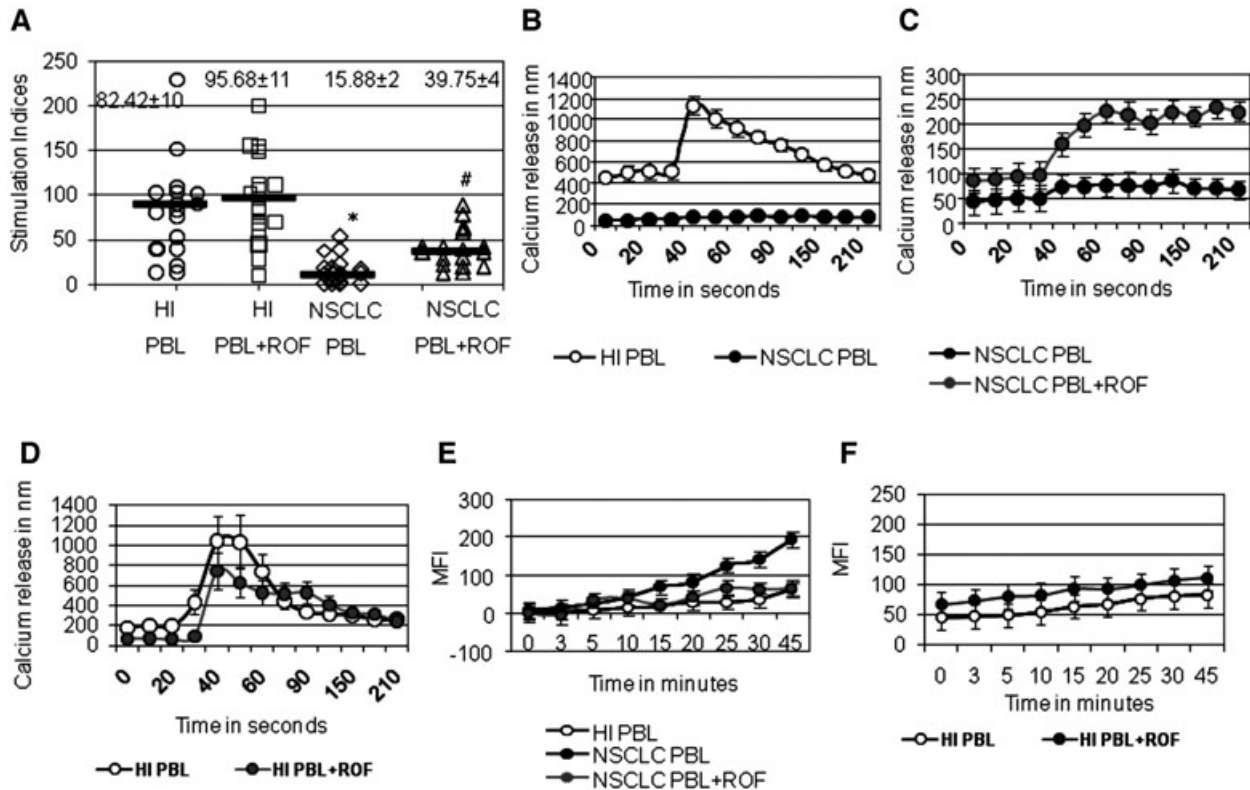 A
Stimulation Indices
250
200
150
100
50
0
82.42±10
95.68±11
15.88±2
39.75±4
*
#
HI HI NSCLC NSCLC
PBL PBL+ROF PBL PBL+ROF
B
Calcium release in nm
1400
1200
1000
800
600
400
200
0
0 20 40 60 90 150 210
Time in seconds
HI PBL NSCLC PBL
C
Calcium release in nm
300
250
200
150
100
50
0
0 20 40 60 90 150 210
Time in seconds
NSCLC PBL
NSCLC PBL+ROF
D
Calcium release in nm
1400
1200
1000
800
600
400
200
0
0 20 40 60 90 150 210
Time in seconds
HI PBL HI PBL+ROF
E
MFI
300
200
100
0
-100
0 3 5 10 15 20 25 30 45
Time in minutes
HI PBL
NSCLC PBL
NSCLC PBL+ROF
F
MFI
250
200
150
100
50
0
0 3 5 10 15 20 25 30 45
Time in minutes
HI PBL HI PBL+ROF